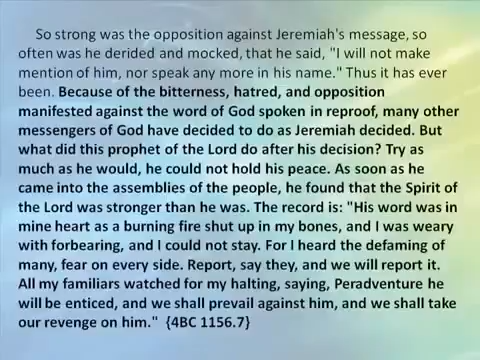 So strong was the opposition against Jeremiah's message, so
often was he derided and mocked, that he said, "I will not make
mention of him, nor speak any more in his name." Thus it has ever
been. Because of the bitterness, hatred, and opposition
manifested against the word of God spoken in reproof, many other
messengers of God have decided to do as Jeremiah decided. But
what did this prophet of the Lord do after his decision? Try as
much as he would, he could not hold his peace. As soon as he
came into the assemblies of the people, he found that the Spirit of
the Lord was stronger than he was. The record is: "His word was in
mine heart as a burning fire shut up in my bones, and I was weary
with forbearing, and I could not stay. For I heard the defaming of
many, fear on every side. Report, say they, and we will report it.
All my familiars watched for my halting, saying, Peradventure he
will be enticed, and we shall prevail against him, and we shall take
our revenge on him." {4BC 1156.7}